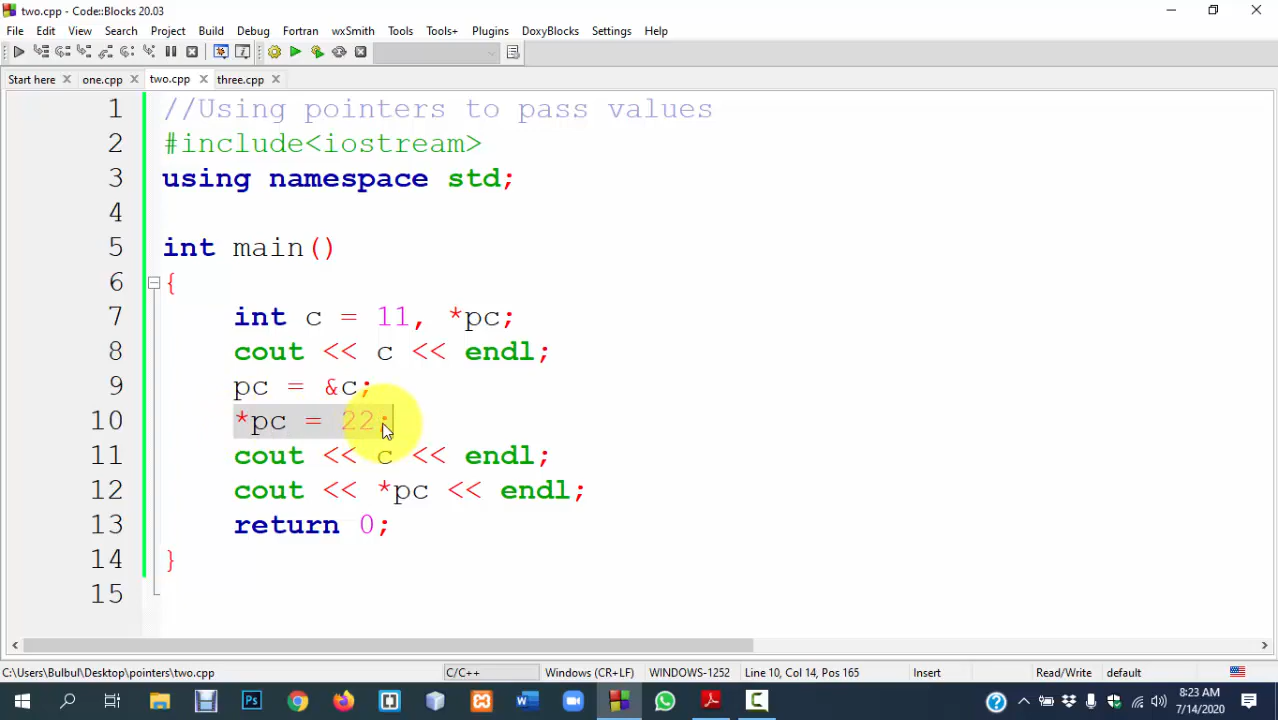 two.cpp - Code::Blocks 20.03
File Edit View Search Project Build Debug Fortran wxSmith Tools Tools+ Plugins DoxyBlocks Settings Help
Start here one.cpp two.cpp three.cpp
1 //Using pointers to pass values
2 #include<iostream>
3 using namespace std;
4
5 int main()
6 {
7 int c = 11, *pc;
8 cout << c << endl;
9 pc = &c;
10 *pc = 22;
11 cout << c << endl;
12 cout << *pc << endl;
13 return 0;
14 }
15
C:\Users\Bulbul\Desktop\pointers\two.cpp C/C++ Windows (CR+LF) WINDOWS-1252 Line 10, Col 14, Pos 165 Insert Read/Write default
8:23 AM
7/14/2020